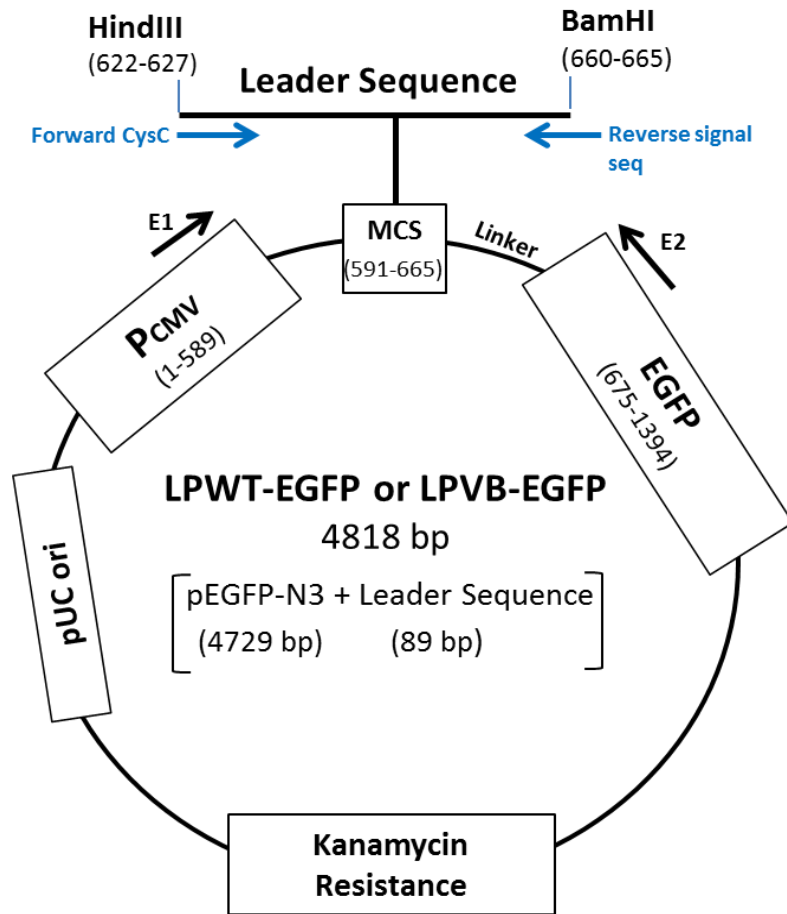 HindIII
(622-627)
BamHI
(660-665)
Leader Sequence
Forward CysC
Reverse signal
seq
E1
MCS
(591-665)
Linker
E2
PCMV
(1-589)
EGFP
(675-1394)
LPWT-EGFP or LPVB-EGFP
4818 bp
pEGFP-N3 + Leader Sequence
(4729 bp) (89 bp)
pUC ori
Kanamycin
Resistance